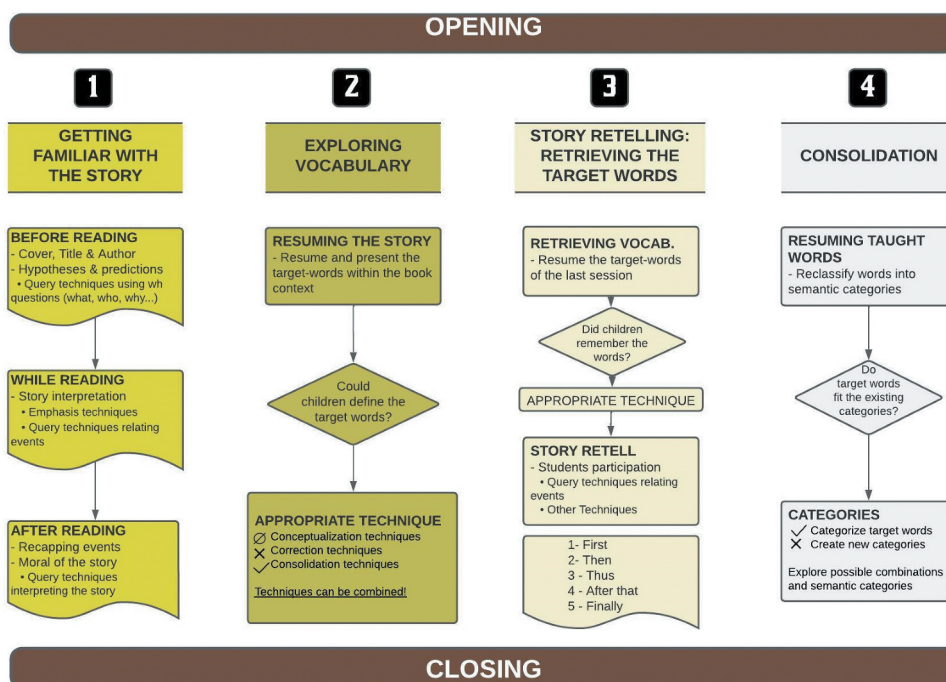 OPENING
1
GETTING
FAMILIAR WITH
THE STORY
BEFORE READING
- Cover, Title & Author
- Hypotheses & predictions
• Query techniques using wh
questions (what, who, why...)
WHILE READING
- Story interpretation
• Emphasis techniques
• Query techniques relating
events
AFTER READING
- Recapping events
- Moral of the story
• Query techniques
interpreting the story
2
EXPLORING
VOCABULARY
RESUMING THE STORY
- Resume and present the
target-words within the book
context
Could
children define the
target words?
APPROPRIATE TECHNIQUE
Conceptualization techniques
Correction techniques
Consolidation techniques
Techniques can be combined!
3
STORY RETELLING:
RETRIEVING THE
TARGET WORDS
RETRIEVING VOCAB.
- Resume the target-words
of the last session
Did children
remember the
words?
APPROPRIATE TECHNIQUE
STORY RETELL
- Students participation
• Query techniques relating
events
• Other Techniques
1- First
2- Then
3 - Thus
4 - After that
5 - Finally
4
CONSOLIDATION
RESUMING TAUGHT
WORDS
- Reclassify words into
semantic categories
Do
target words
fit the existing
categories?
CATEGORIES
Categorize target words
Create new categories
Explore possible combinations
and semantic categories
CLOSING